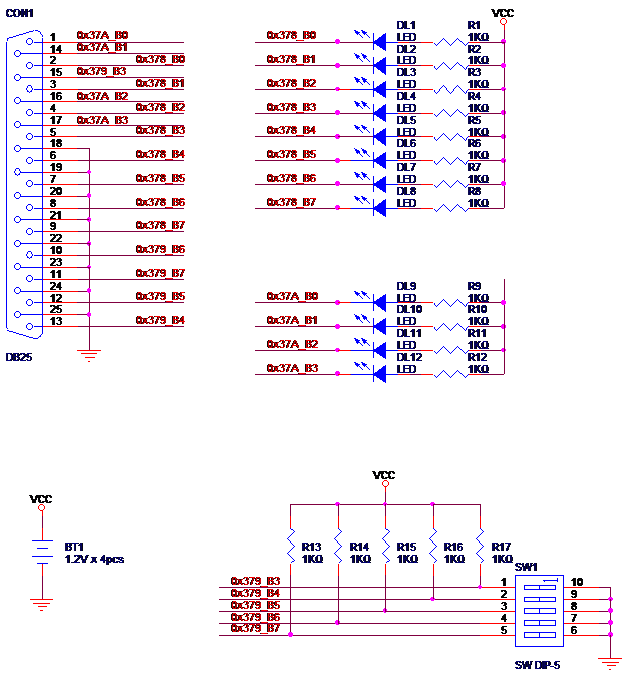 CON1
1 0x37A_B0
14 0x37A_B1
2 0x378_B0
15 0x379_B3
3 0x378_B1
16 0x37A_B2
4 0x378_B2
17 0x37A_B3
5 0x378_B3
18
6 0x378_B4
19
7 0x378_B5
20
8 0x378_B6
21
9 0x378_B7
22
10 0x379_B6
23
11 0x379_B7
24
12 0x379_B5
25
13 0x379_B4
DB25
VCC
0x378_B0 DL1 LED R1 1KΩ
0x378_B1 DL2 LED R2 1KΩ
0x378_B2 DL3 LED R3 1KΩ
0x378_B3 DL4 LED R4 1KΩ
0x378_B4 DL5 LED R5 1KΩ
0x378_B5 DL6 LED R6 1KΩ
0x378_B6 DL7 LED R7 1KΩ
0x378_B7 DL8 LED R8 1KΩ
0x37A_B0 DL9 LED R9 1KΩ
0x37A_B1 DL10 LED R10 1KΩ
0x37A_B2 DL11 LED R11 1KΩ
0x37A_B3 DL12 LED R12 1KΩ
VCC
BT1
1.2V x 4pcs
VCC
R13 R14 R15 R16 R17
1KΩ 1KΩ 1KΩ 1KΩ 1KΩ
SW1
0x379_B3 1 1 10
0x379_B4 2 9
0x379_B5 3 8
0x379_B6 4 7
0x379_B7 5 6
SW DIP-5